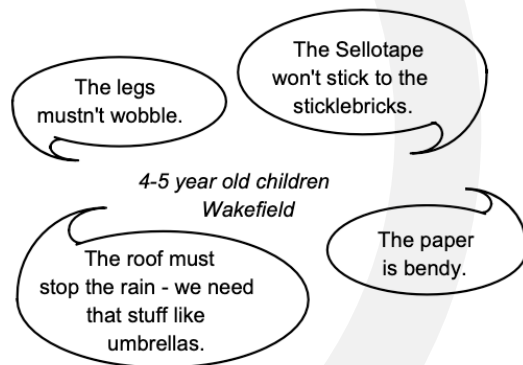 The legs
mustn't wobble.
The Sellotape
won't stick to the
sticklebricks.
4-5 year old children
Wakefield
The roof must
stop the rain - we need
that stuff like
umbrellas.
The paper
is bendy.